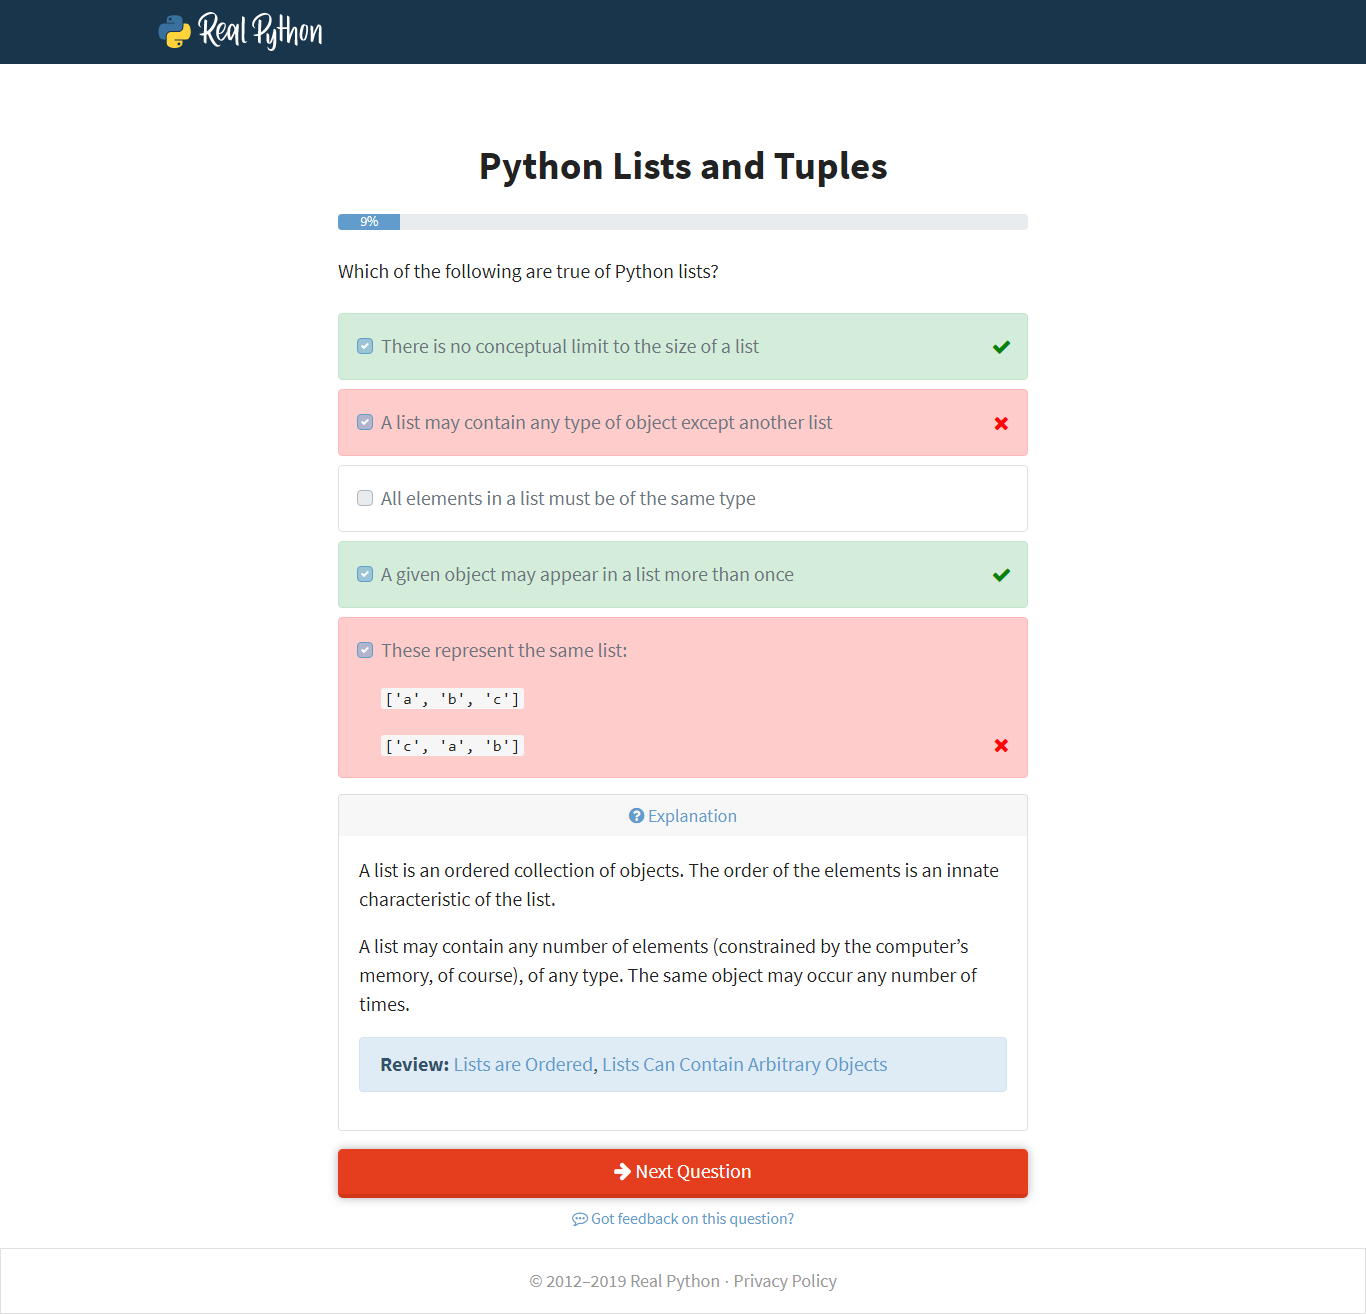 Real Python
Python Lists and Tuples
9%
Which of the following are true of Python lists?
There is no conceptual limit to the size of a list
A list may contain any type of object except another list
All elements in a list must be of the same type
A given object may appear in a list more than once
These represent the same list:
['a', 'b', 'c']
['c', 'a', 'b']
Explanation
A list is an ordered collection of objects. The order of the elements is an innate
characteristic of the list.
A list may contain any number of elements (constrained by the computer’s
memory, of course), of any type. The same object may occur any number of
times.
Review: Lists are Ordered, Lists Can Contain Arbitrary Objects
Next Question
Got feedback on this question?
© 2012–2019 Real Python · Privacy Policy